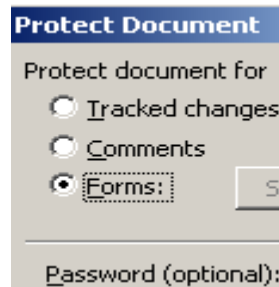 Protect Document
Protect document for
Tracked changes
Comments
Forms:
S
Password (optional):